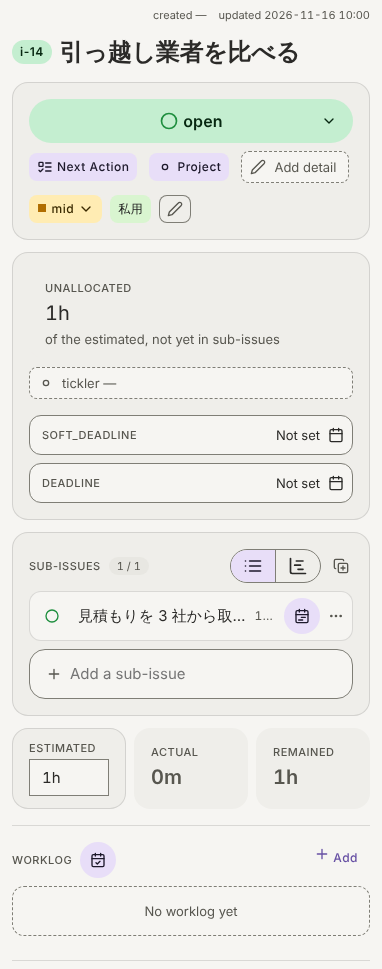 created — updated 2026-11-16 10:00
i-14 引っ越し業者を比べる
open
Next Action Project Add detail
mid 私用
UNALLOCATED
1h
of the estimated, not yet in sub-issues
tickler —
SOFT_DEADLINE Not set
DEADLINE Not set
SUB-ISSUES 1 / 1
見積もりを 3 社から取… 1…
Add a sub-issue
ESTIMATED ACTUAL REMAINED
1h 0m 1h
WORKLOG Add
No worklog yet